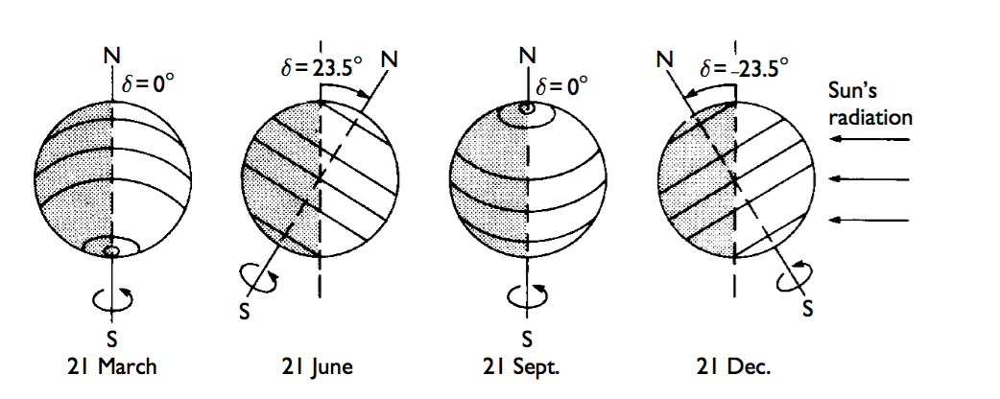 N
δ = 0°
δ = 23.5°
N
N
δ = 0°
N
δ = -23.5°
Sun's
radiation
S
S
S
S
21 March
21 June
21 Sept.
21 Dec.